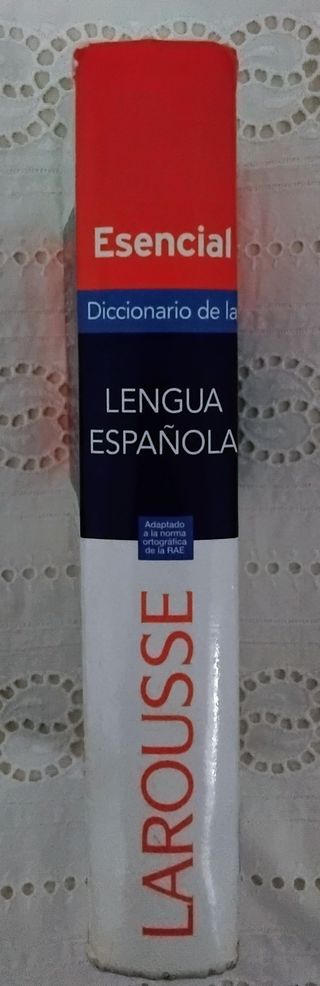 Esencial
Diccionario de la
LENGUA
ESPAÑOLA
Adaptado
a la norma
ortográfica
de la RAE
LAROUSSE